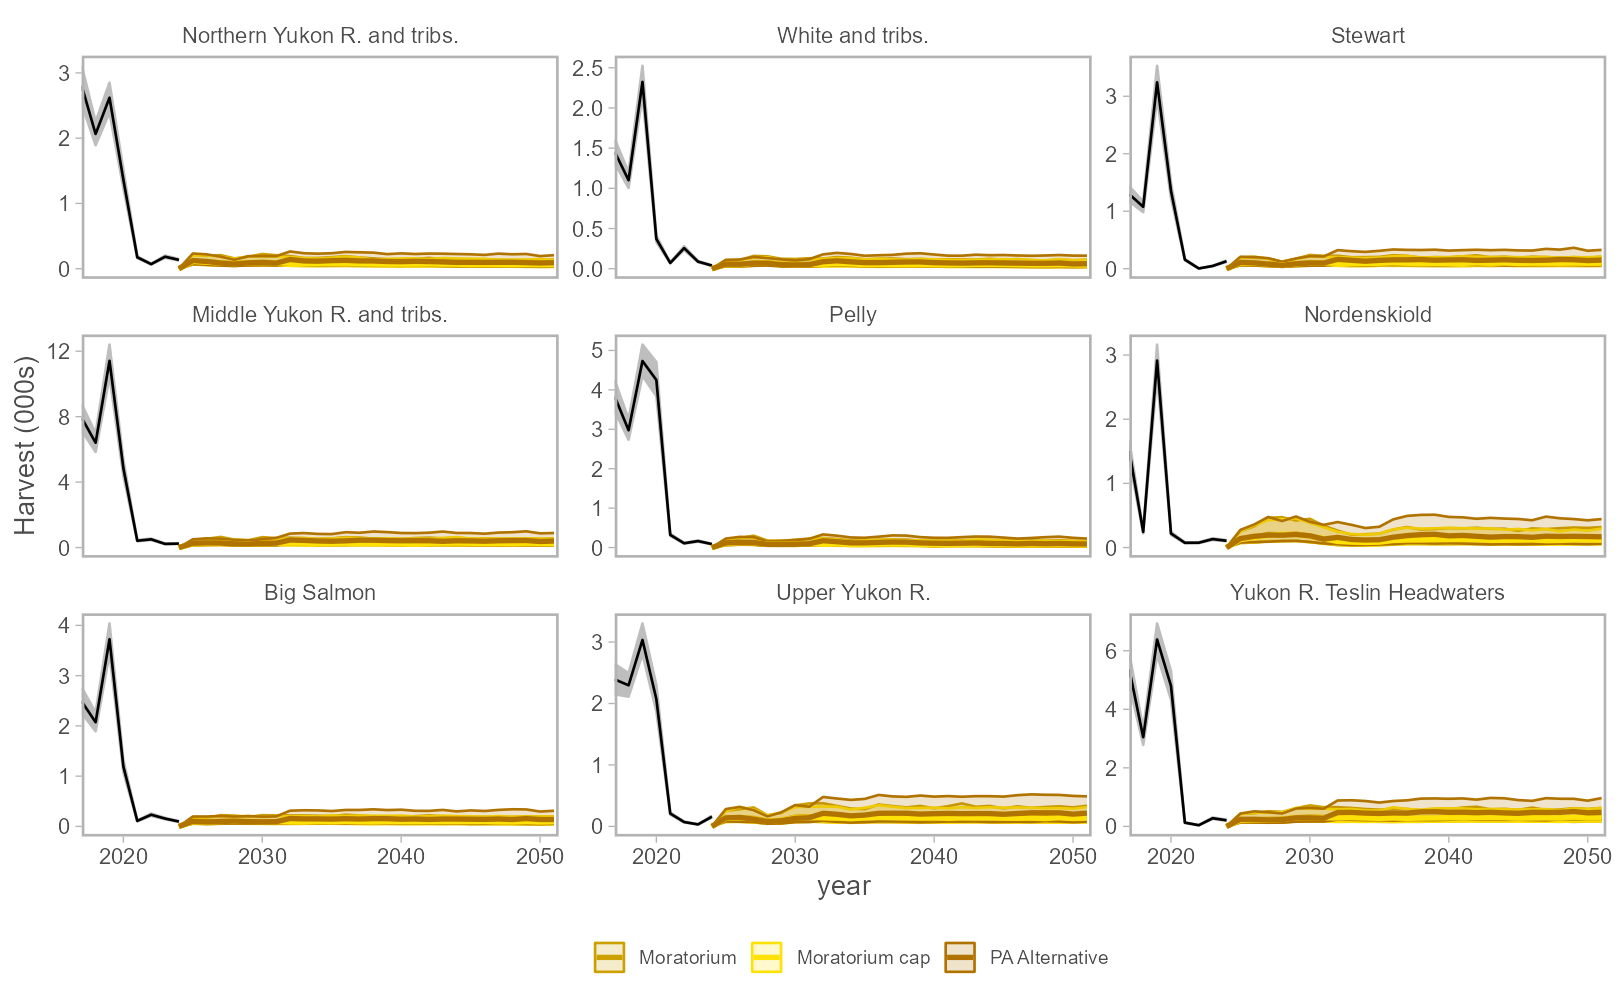 Northern Yukon R. and tribs.
White and tribs.
Stewart
3
2
1
0
2.5
2.0
1.5
1.0
0.5
0.0
3
2
1
0
Middle Yukon R. and tribs.
Pelly
Nordenskiold
Harvest (000s)
12
8
4
0
5
4
3
2
1
0
3
2
1
0
Big Salmon
Upper Yukon R.
Yukon R. Teslin Headwaters
4
3
2
1
0
3
2
1
0
6
4
2
0
2020 2030 2040 2050
2020 2030 2040 2050
2020 2030 2040 2050
year
Moratorium Moratorium cap PA Alternative